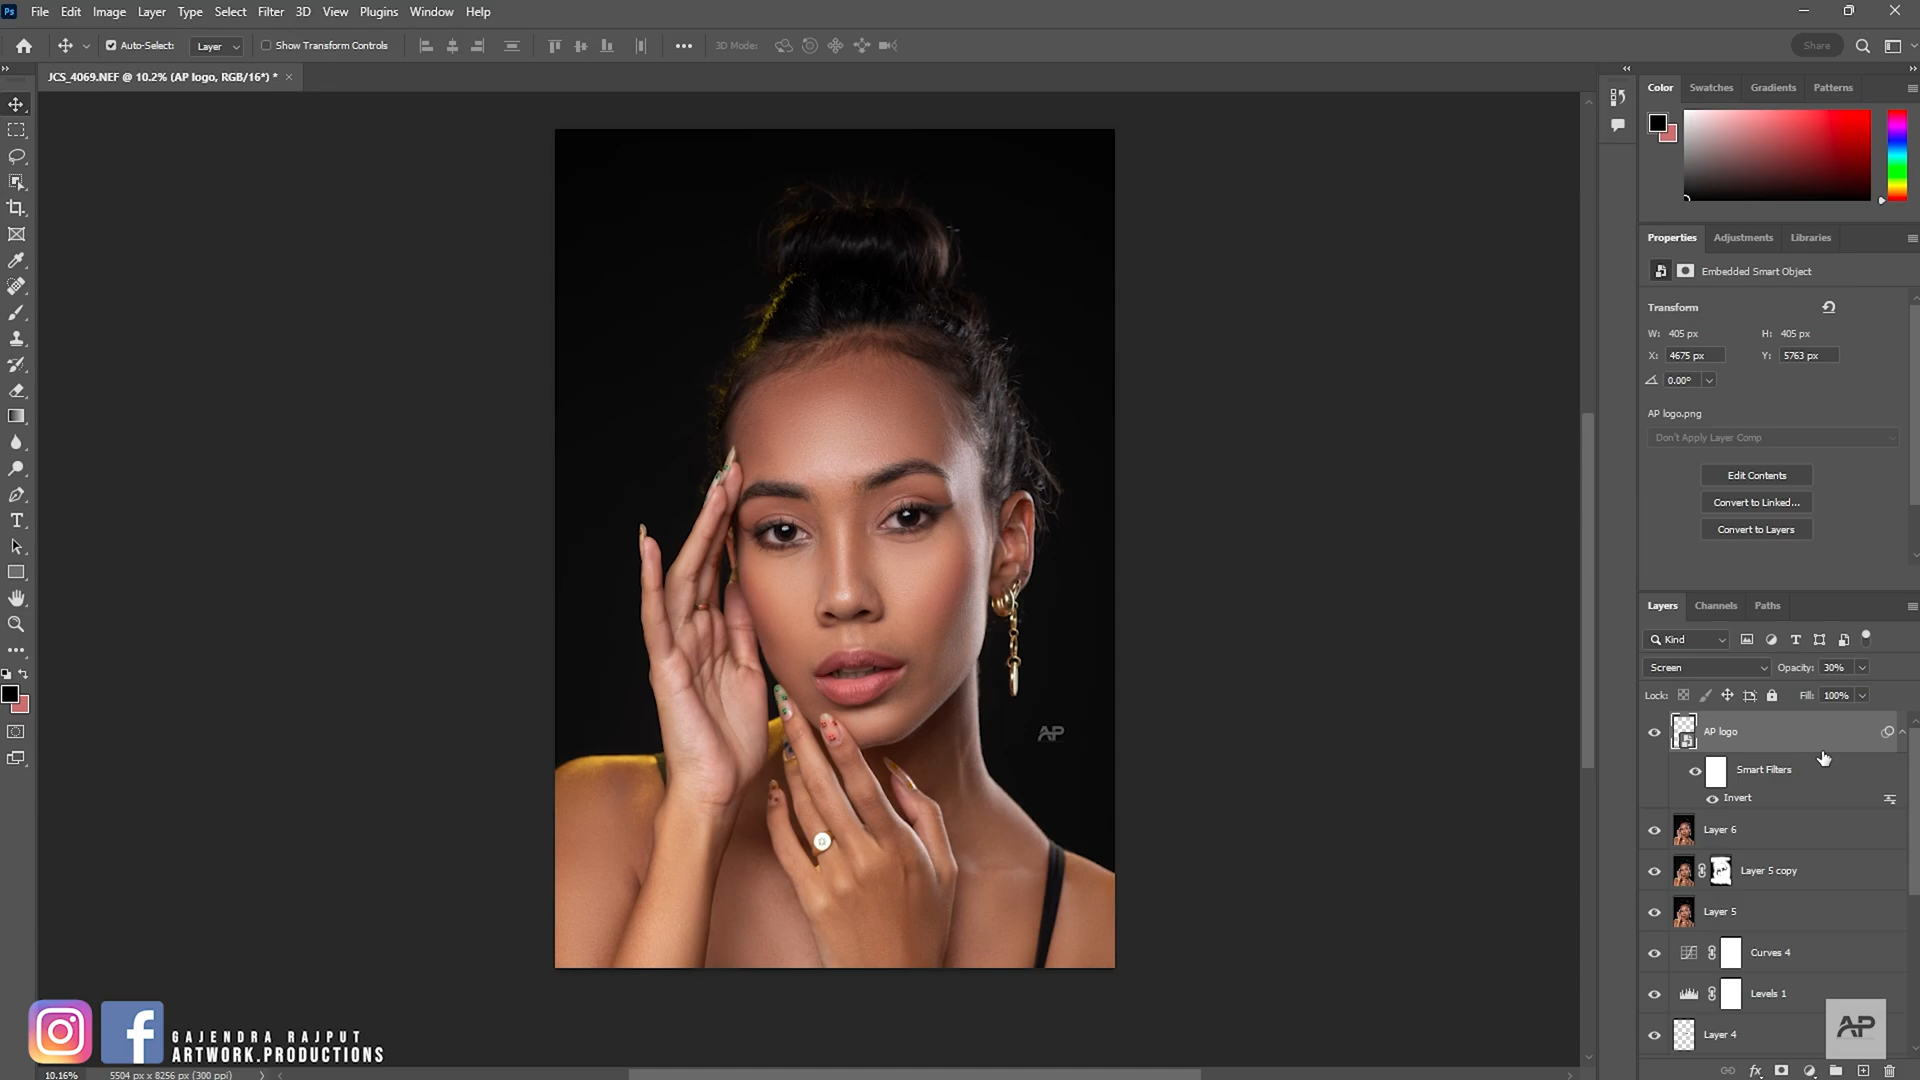 Ps File Edit Image Layer Type Select Filter 3D View Plugins Window Help
Auto-Select: Layer Show Transform Controls 3D Mode: Share
JCS_4069.NEF @ 10.2% (AP logo, RGB/16*) *
Color Swatches Gradients Patterns
Properties Adjustments Libraries
Embedded Smart Object
Transform
W: 405 px H: 405 px
X: 4675 px Y: 5763 px
0.00°
AP logo.png
Don't Apply Layer Comp
Edit Contents
Convert to Linked...
Convert to Layers
Layers Channels Paths
Kind
Screen Opacity: 30%
Lock: Fill: 100%
AP logo
Smart Filters
Invert
Layer 6
Layer 5 copy
Layer 5
Curves 4
Levels 1
Layer 4
AP
AP
GAJENDRA RAJPUT
ARTWORK.PRODUCTIONS
10.16% 5504 px x 8256 px (300 ppi)